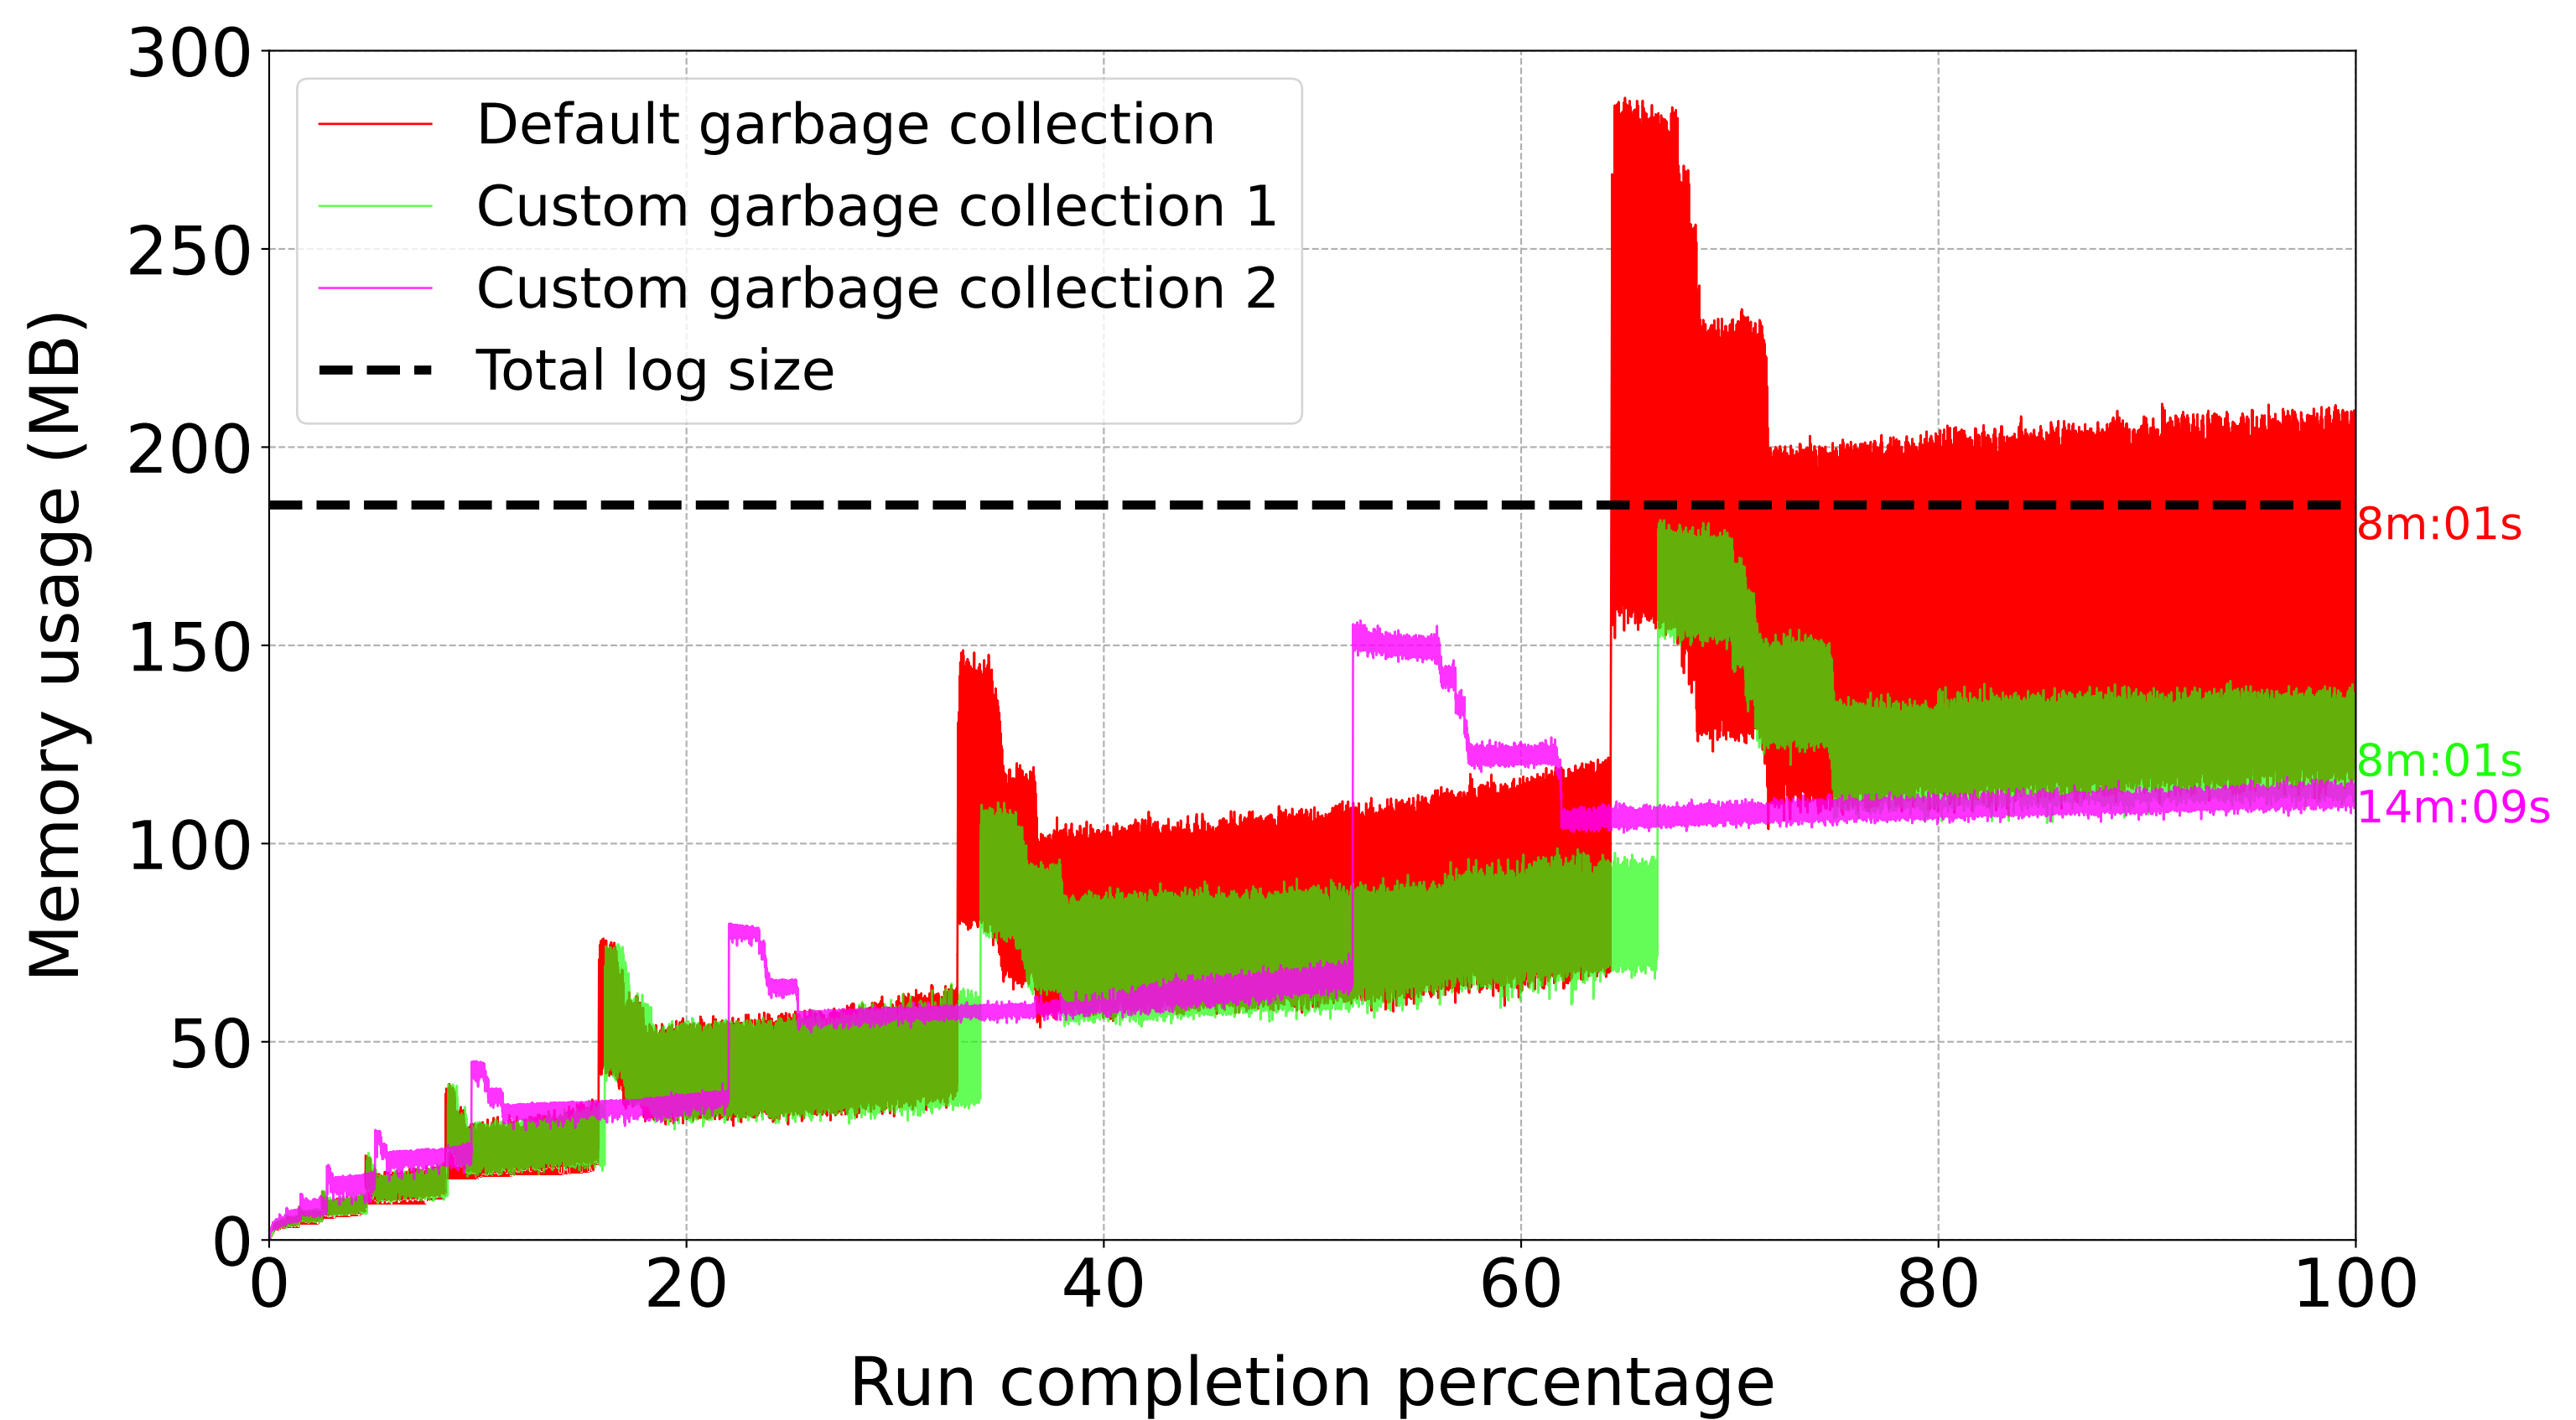 300
250
200
150
100
50
0
Memory usage (MB)
Default garbage collection
Custom garbage collection 1
Custom garbage collection 2
Total log size
8m:01s
8m:01s
14m:09s
0 20 40 60 80 100
Run completion percentage